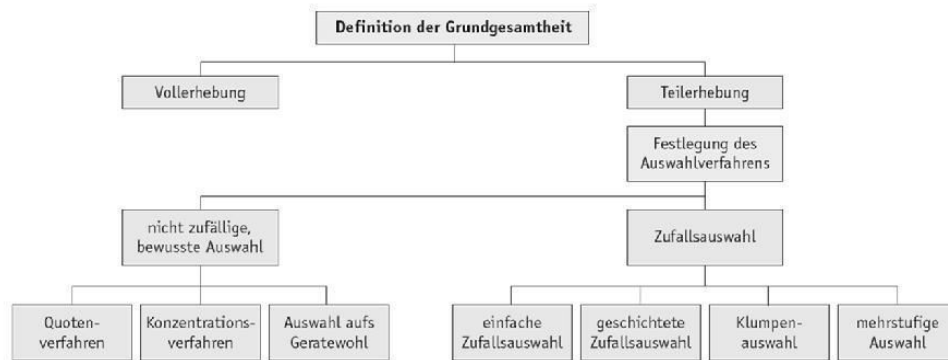 Definition der Grundgesamtheit
Vollerhebung
Teilerhebung
Festlegung des
Auswahlverfahrens
nicht zufällige,
bewusste Auswahl
Zufallsauswahl
Quoten-
verfahren
Konzentrations-
verfahren
Auswahl aufs
Geratewohl
einfache
Zufallsauswahl
geschichtete
Zufallsauswahl
Klumpen-
auswahl
mehrstufige
Auswahl